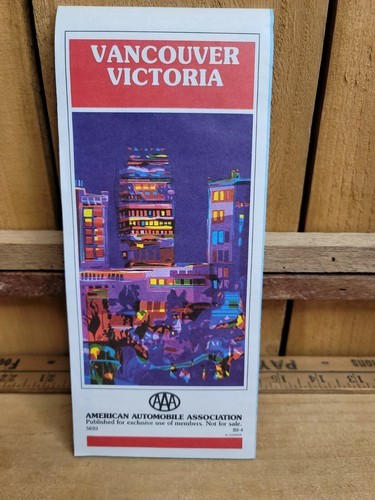 VANCOUVER
VICTORIA
AAA
AMERICAN AUTOMOBILE ASSOCIATION
Published for exclusive use of members. Not for sale.